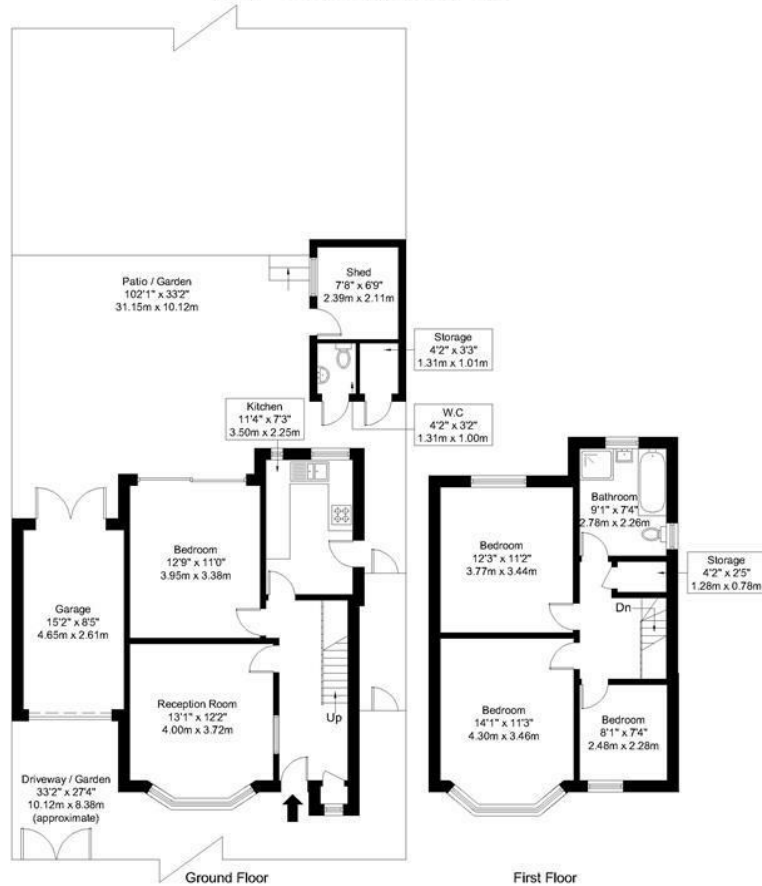 Patio / Garden
102'1" x 33'2"
31.15m x 10.12m
Shed
7'8" x 6'9"
2.39m x 2.11m
Storage
4'2" x 3'3"
1.31m x 1.01m
W.C
4'2" x 3'2"
1.31m x 1.00m
Kitchen
11'4" x 7'3"
3.50m x 2.25m
Bedroom
12'9" x 11'0"
3.95m x 3.38m
Garage
15'2" x 8'5"
4.65m x 2.61m
Reception Room
13'1" x 12'2"
4.00m x 3.72m
Up
Driveway / Garden
33'2" x 27'4"
10.12m x 8.38m
(approximate)
Ground Floor
Bathroom
9'1" x 7'4"
2.78m x 2.26m
Bedroom
12'3" x 11'2"
3.77m x 3.44m
Storage
4'2" x 2'5"
1.28m x 0.78m
Dn
Bedroom
14'1" x 11'3"
4.30m x 3.46m
Bedroom
8'1" x 7'4"
2.48m x 2.28m
First Floor